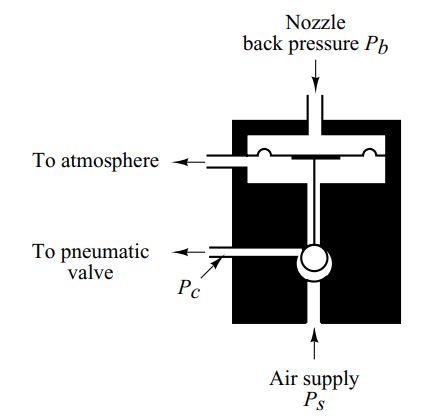 Nozzle
back pressure Pb
To atmosphere
To pneumatic
valve
Pc
Air supply
Ps